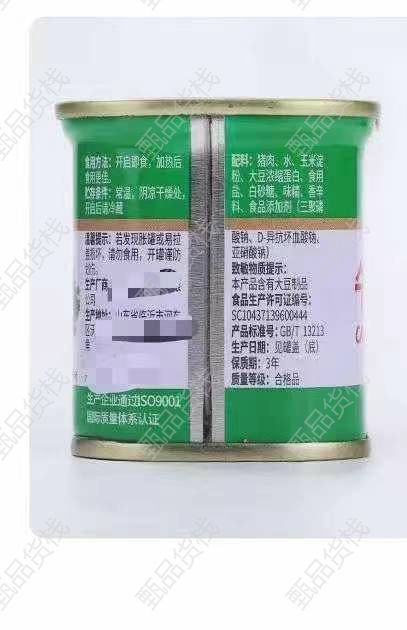 食用方法：开启即食，加热后
食用更佳。
贮存条件：常温，阴凉干燥处，
开启后请冷藏
温馨提示：若发现胀罐或易拉
盖损坏，请勿食用，开罐谨防
划伤。
生产厂商
公司
生产地址：山东省临沂市河东
区
生产企业通过ISO9001
国际质量体系认证
配料：猪肉、水、玉米淀
粉、大豆浓缩蛋白、食用
盐、白砂糖、味精、香辛
料、食品添加剂（三聚磷
酸钠、D-异抗坏血酸钠、
亚硝酸钠）
致敏物质提示：
本产品含有大豆制品
食品生产许可证编号：
SC10437139600444
产品标准号：GB/T 13213
生产日期：见罐盖（底）
保质期：3年
质量等级：合格品
甄品货栈